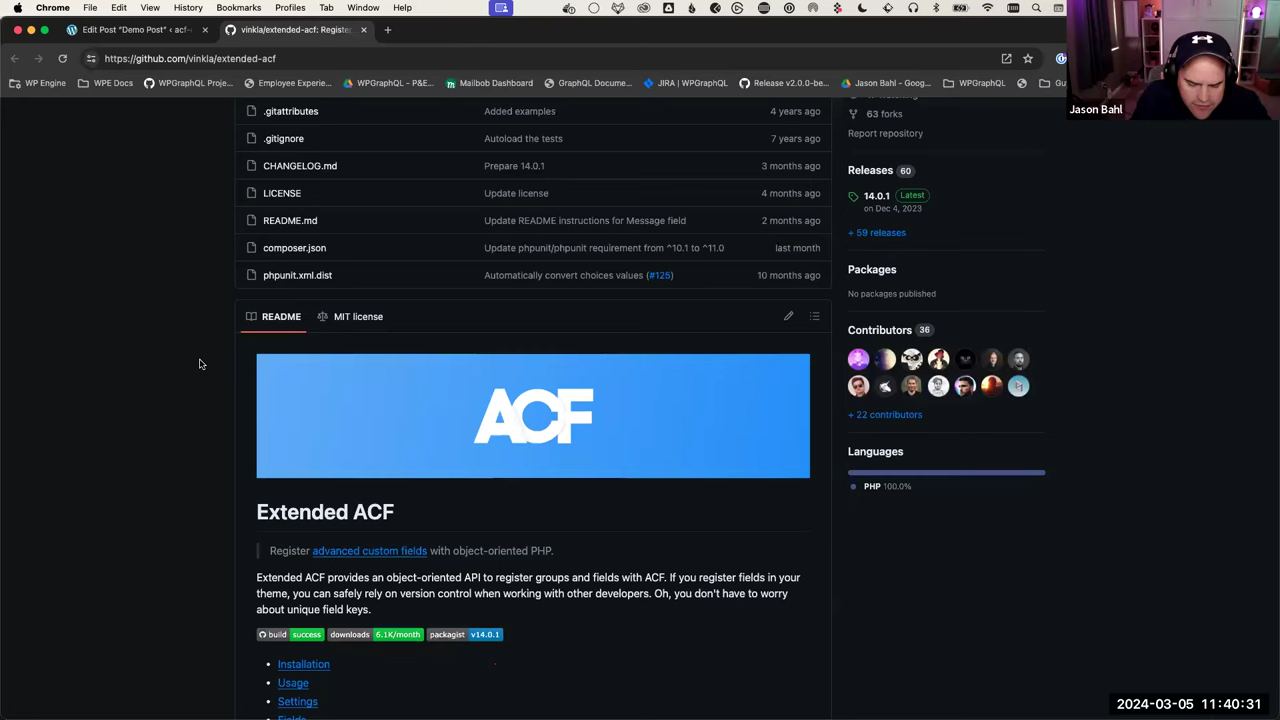 Chrome File Edit View History Bookmarks Profiles Tab Window Help
Edit Post "Demo Post" ‹ acf-
vinkla/extended-acf: Registe
https://github.com/vinkla/extended-acf
WP Engine
WPE Docs
WPGraphQL Proje...
Employee Experie...
WPGraphQL - P&E...
Mailbob Dashboard
GraphQL Docume...
JIRA | WPGraphQL
Release v2.0.0-be...
Jason Bahl - Goog...
WPGraphQL
Jason Bahl
.gitattributes Added examples 4 years ago
.gitignore Autoload the tests 7 years ago
CHANGELOG.md Prepare 14.0.1 3 months ago
LICENSE Update license 4 months ago
README.md Update README instructions for Message field 2 months ago
composer.json Update phpunit/phpunit requirement from ^10.1 to ^11.0 last month
phpunit.xml.dist Automatically convert choices values (#125) 10 months ago
README MIT license
ACF
Extended ACF
Register advanced custom fields with object-oriented PHP.
Extended ACF provides an object-oriented API to register groups and fields with ACF. If you register fields in your
theme, you can safely rely on version control when working with other developers. Oh, you don't have to worry
about unique field keys.
build success downloads 6.1K/month packagist v14.0.1
Installation
Usage
Settings
63 forks
Report repository
Releases 60
14.0.1 Latest
on Dec 4, 2023
+ 59 releases
Packages
No packages published
Contributors 36
+ 22 contributors
Languages
PHP 100.0%
2024-03-05 11:40:31